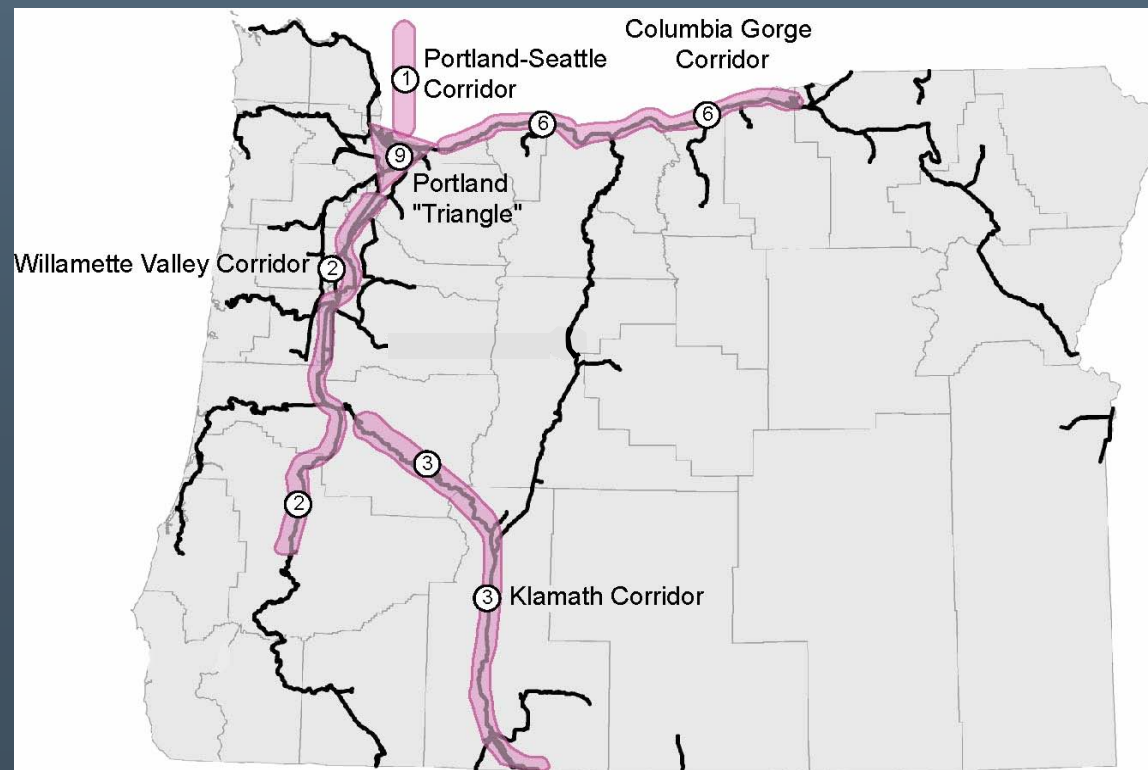 Columbia Gorge
Corridor
1
Portland-Seattle
Corridor
6
6
9
Portland
"Triangle"
Willamette Valley Corridor
2
3
2
3
Klamath Corridor